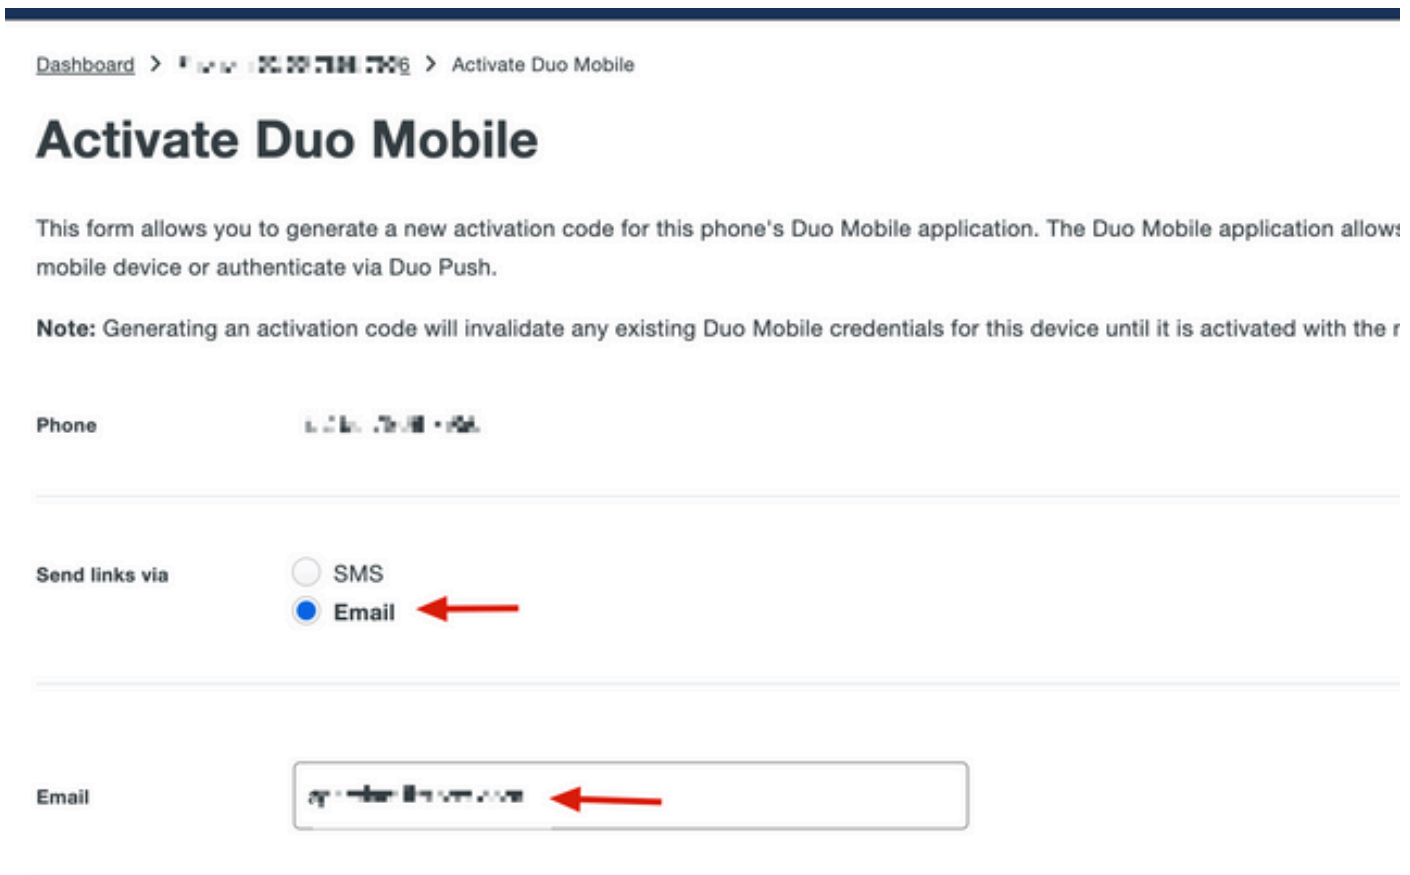 Dashboard > > Activate Duo Mobile
Activate Duo Mobile
This form allows you to generate a new activation code for this phone's Duo Mobile application. The Duo Mobile application allows
mobile device or authenticate via Duo Push.
Note: Generating an activation code will invalidate any existing Duo Mobile credentials for this device until it is activated with the
Phone
Send links via
SMS
Email
Email